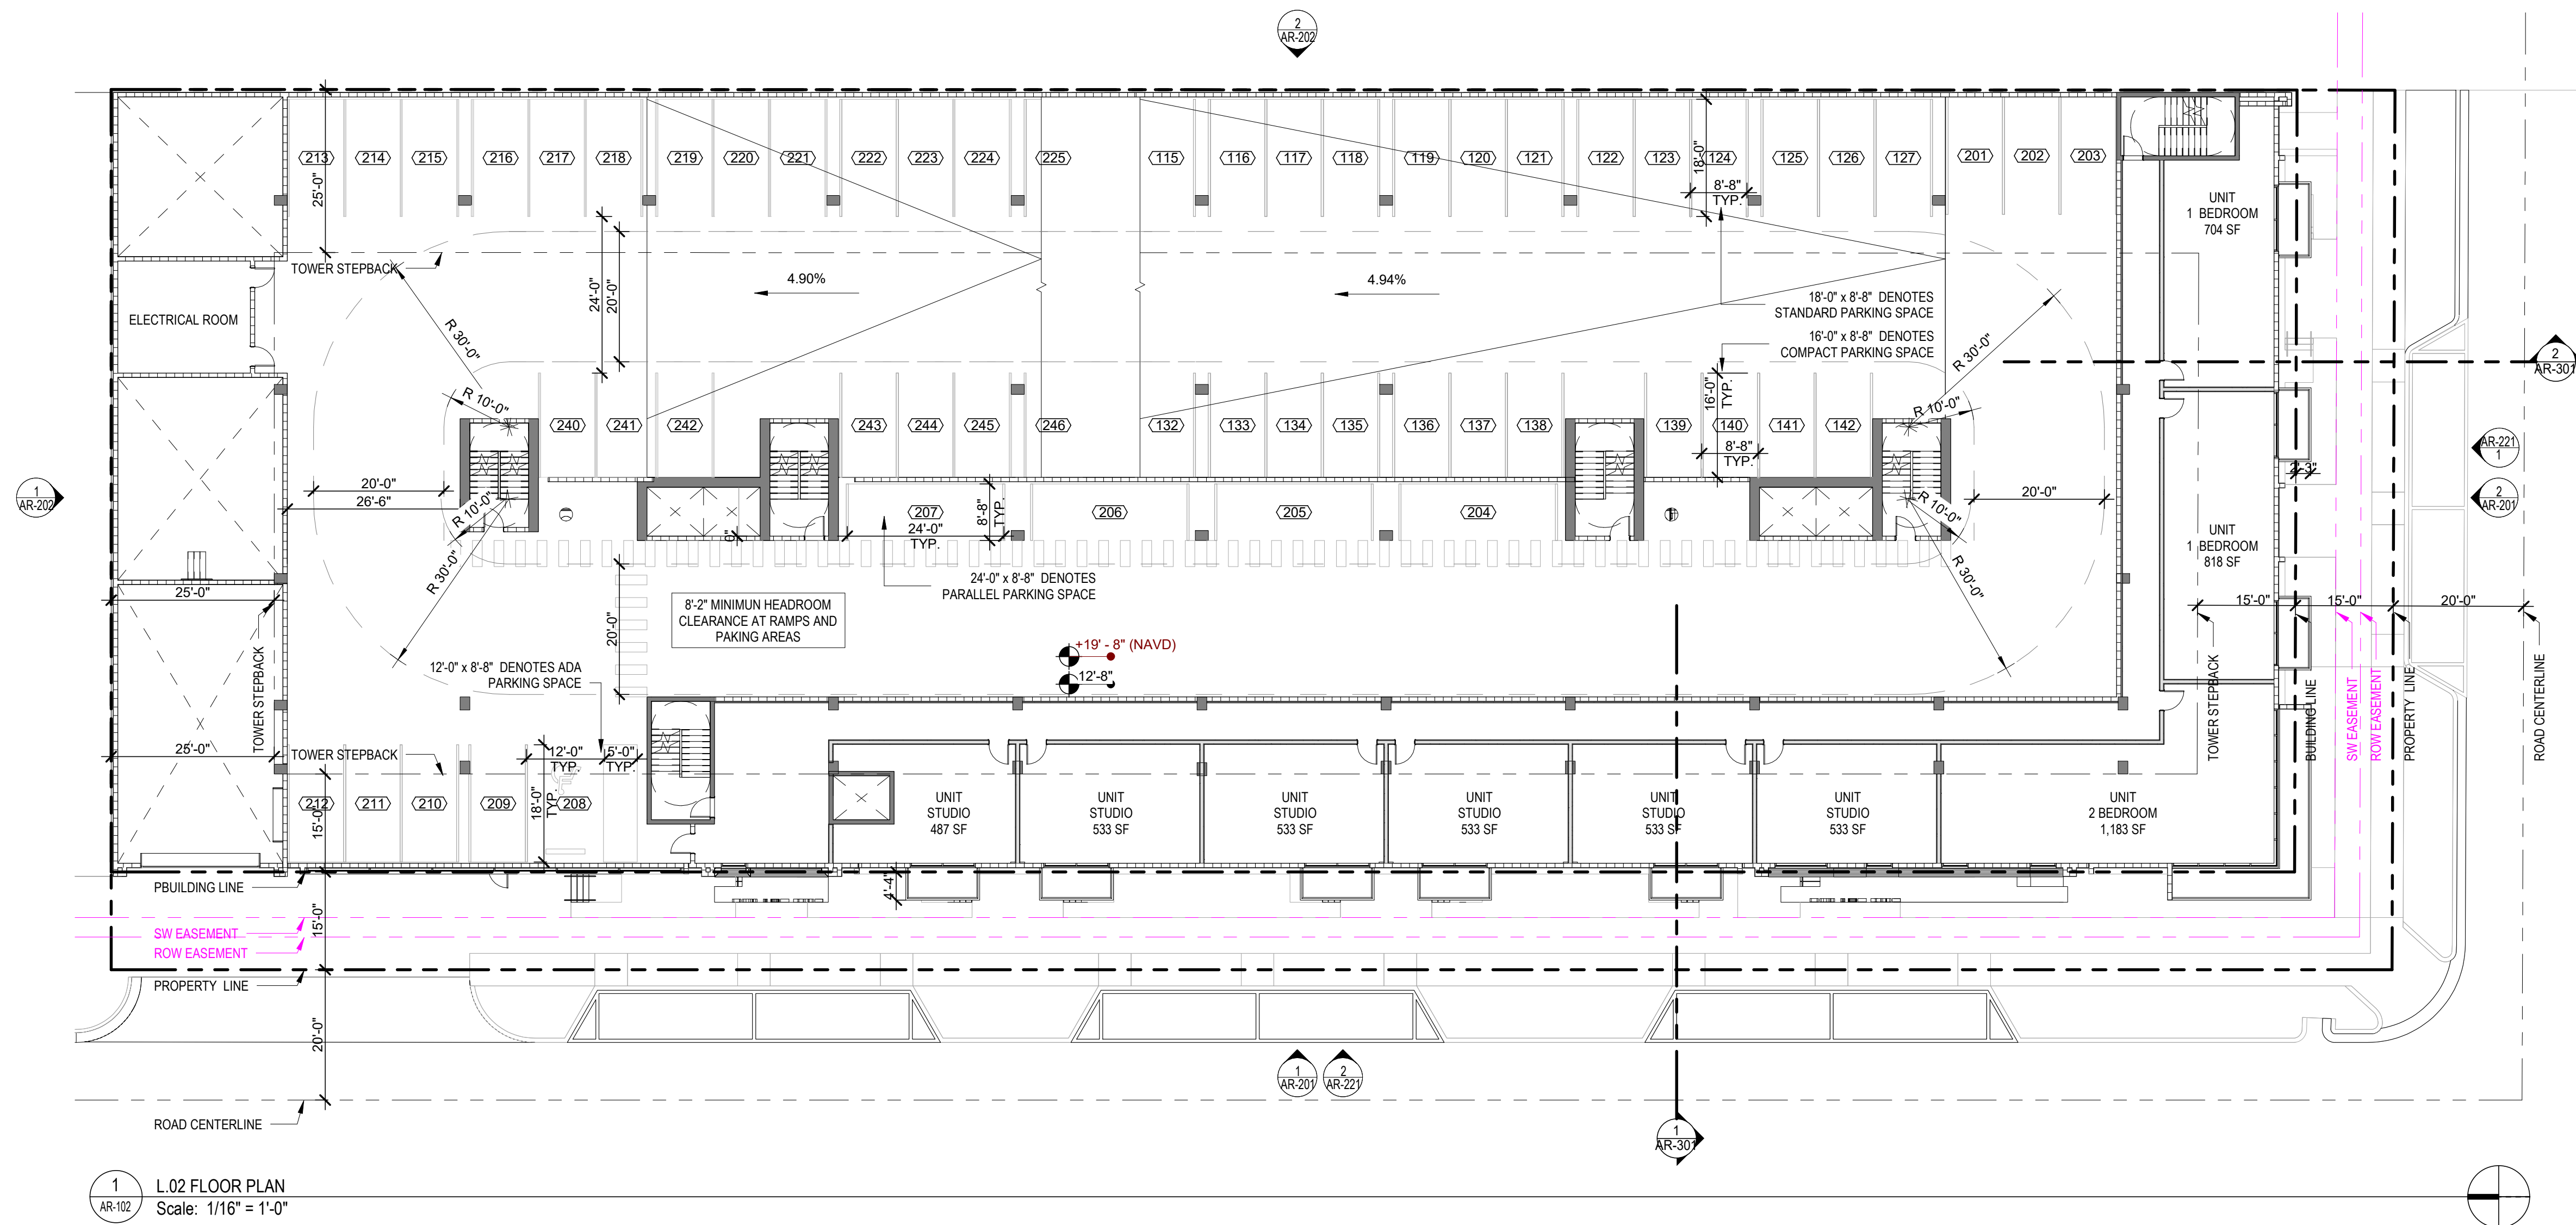 2
AR-202
213
214
215
216
217
218
219
220
221
222
223
224
225
115
116
117
118
119
120
121
122
123
124
125
126
127
201
202
203
25'-0"
18'-0"
8'-8"
TYP.
UNIT
1 BEDROOM
704 SF
TOWER STEPBACK
4.90%
4.94%
24'-0"
20'-0"
18'-0" x 8'-8" DENOTES
STANDARD PARKING SPACE
16'-0" x 8'-8" DENOTES
COMPACT PARKING SPACE
ELECTRICAL ROOM
R 30'-0"
R 30'-0"
2
AR-301
R 10'-0"
R 10'-0"
16'-0"
TYP.
240
241
242
243
244
245
246
132
133
134
135
136
137
138
139
140
141
142
8'-8"
TYP.
AR-221
1
2'-3"
1
AR-202
20'-0"
26'-6"
R 10'-0"
R 10'-0"
20'-0"
2
AR-201
207
206
205
204
8'-8"
TYP.
24'-0"
TYP.
0"
UNIT
1 BEDROOM
818 SF
R 30'-0"
R 30'-0"
24'-0" x 8'-8" DENOTES
PARALLEL PARKING SPACE
25'-0"
8'-2" MINIMUN HEADROOM
CLEARANCE AT RAMPS AND
PAKING AREAS
20'-0"
15'-0"
15'-0"
20'-0"
+19' - 8" (NAVD)
12'-8"
12'-0" x 8'-8" DENOTES ADA
PARKING SPACE
TOWER STEPBACK
TOWER STEPBACK
BUILDING LINE
SW EASEMENT
ROW EASEMENT
PROPERTY LINE
ROAD CENTERLINE
25'-0"
TOWER STEPBACK
12'-0"
TYP.
5'-0"
TYP.
212
211
210
209
208
18'-0"
TYP.
15'-0"
UNIT
STUDIO
487 SF
UNIT
STUDIO
533 SF
UNIT
STUDIO
533 SF
UNIT
STUDIO
533 SF
UNIT
STUDIO
533 SF
UNIT
STUDIO
533 SF
UNIT
2 BEDROOM
1,183 SF
PBUILDING LINE
4'-4"
15'-0"
SW EASEMENT
ROW EASEMENT
PROPERTY LINE
20'-0"
1
AR-201
2
AR-221
ROAD CENTERLINE
1
AR-301
1
AR-102
L.02 FLOOR PLAN
Scale: 1/16" = 1'-0"